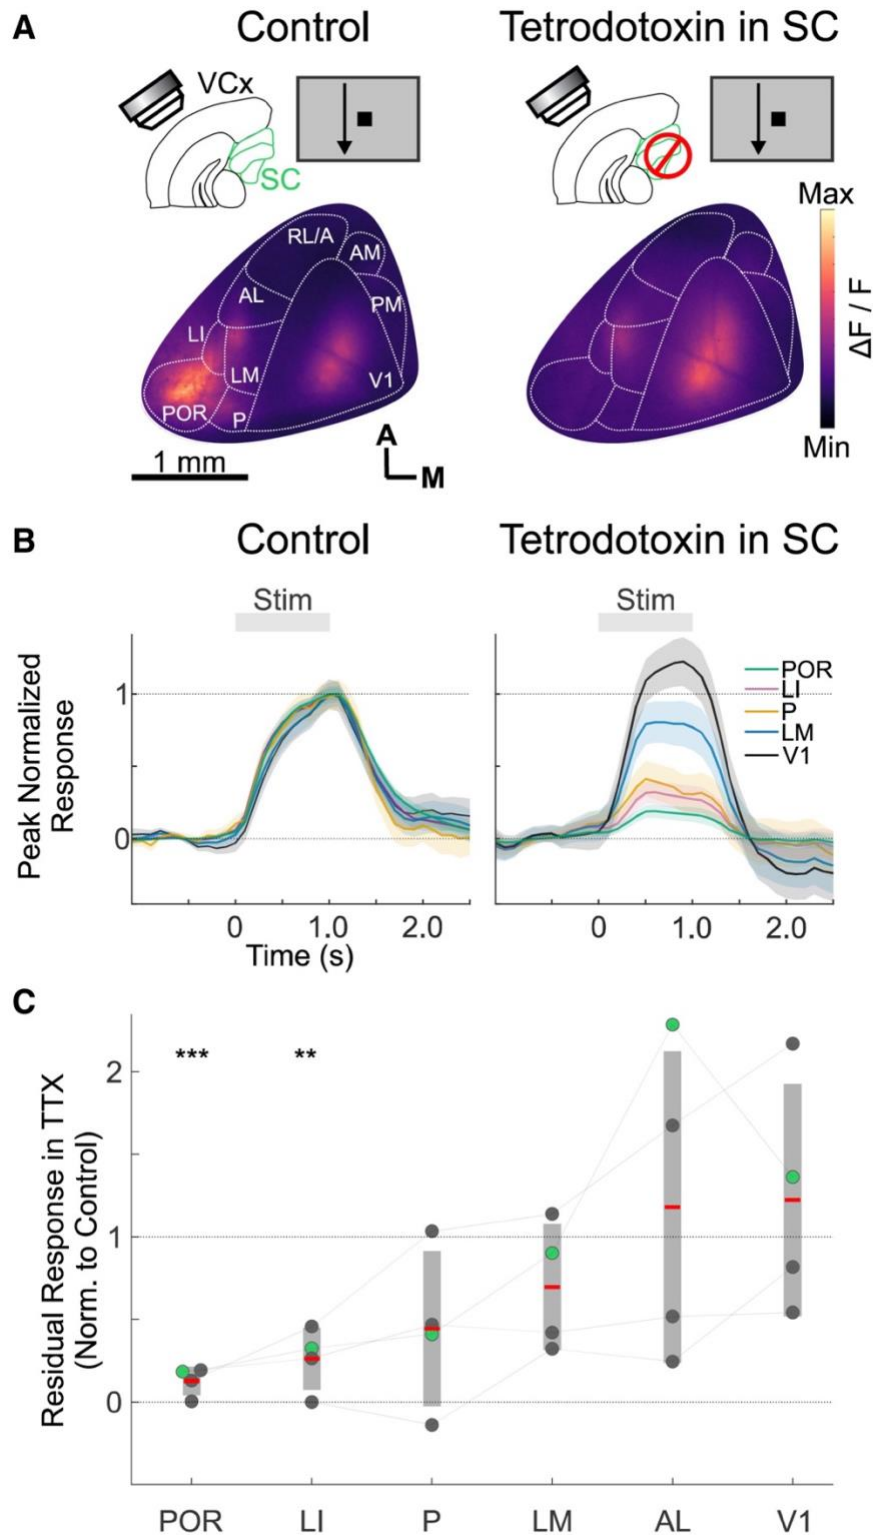 A
Control
Tetrodotoxin in SC
VCx
SC
RL/A
AM
AL
PM
LI
LM
V1
POR
P
1 mm
A
M
Max
ΔF / F
Min
B
Control
Tetrodotoxin in SC
Stim
Stim
Peak Normalized
Response
1
0
0
1.0
2.0
Time (s)
POR
LI
P
LM
V1
0
1.0
2.0
C
Residual Response in TTX
(Norm. to Control)
***
**
2
1
0
POR
LI
P
LM
AL
V1